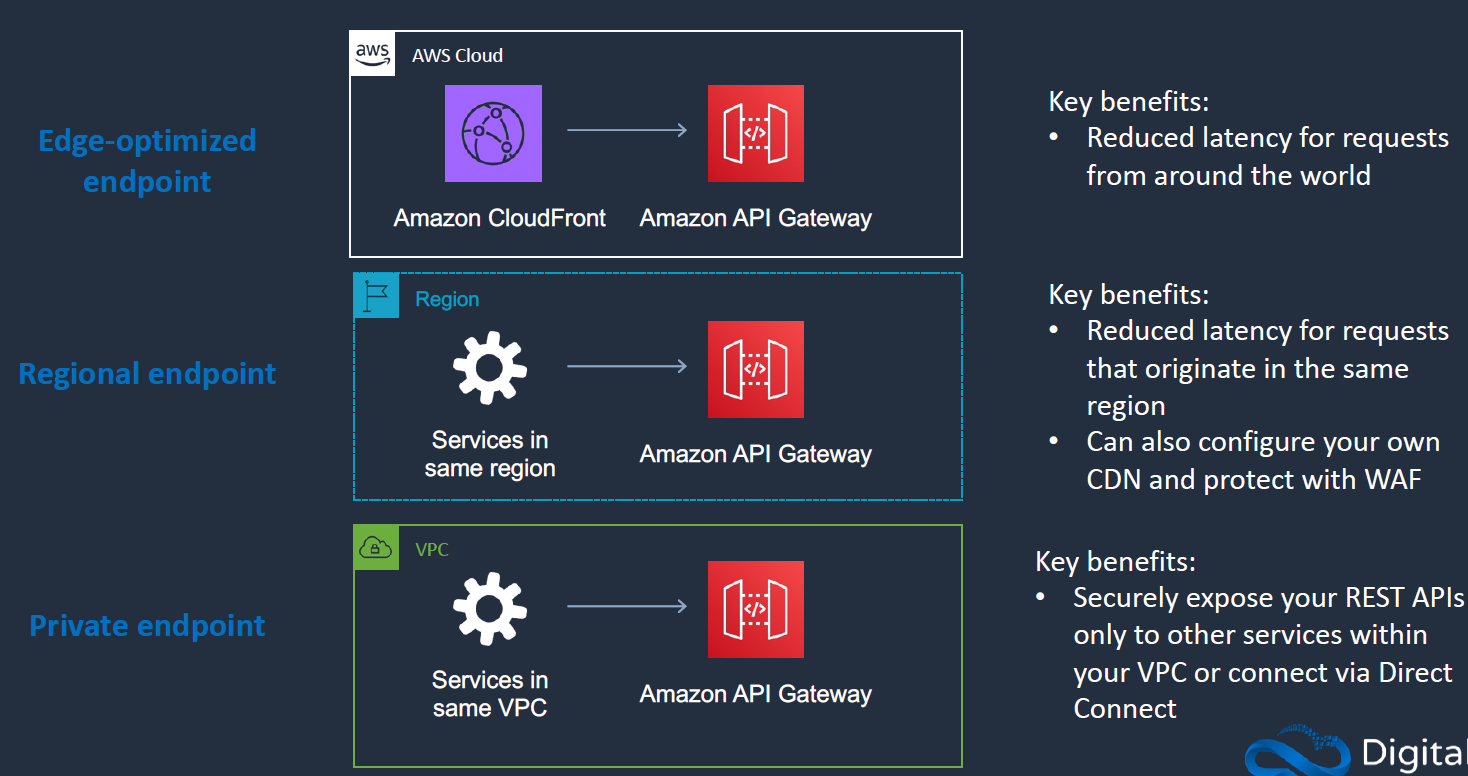 aws
AWS Cloud
Edge-optimized
endpoint
Amazon CloudFront
Amazon API Gateway
Key benefits:
• Reduced latency for requests
from around the world
Region
Regional endpoint
Services in
same region
Amazon API Gateway
Key benefits:
• Reduced latency for requests
that originate in the same
region
• Can also configure your own
CDN and protect with WAF
VPC
Private endpoint
Services in
same VPC
Amazon API Gateway
Key benefits:
• Securely expose your REST APIs
only to other services within
your VPC or connect via Direct
Connect
Digital